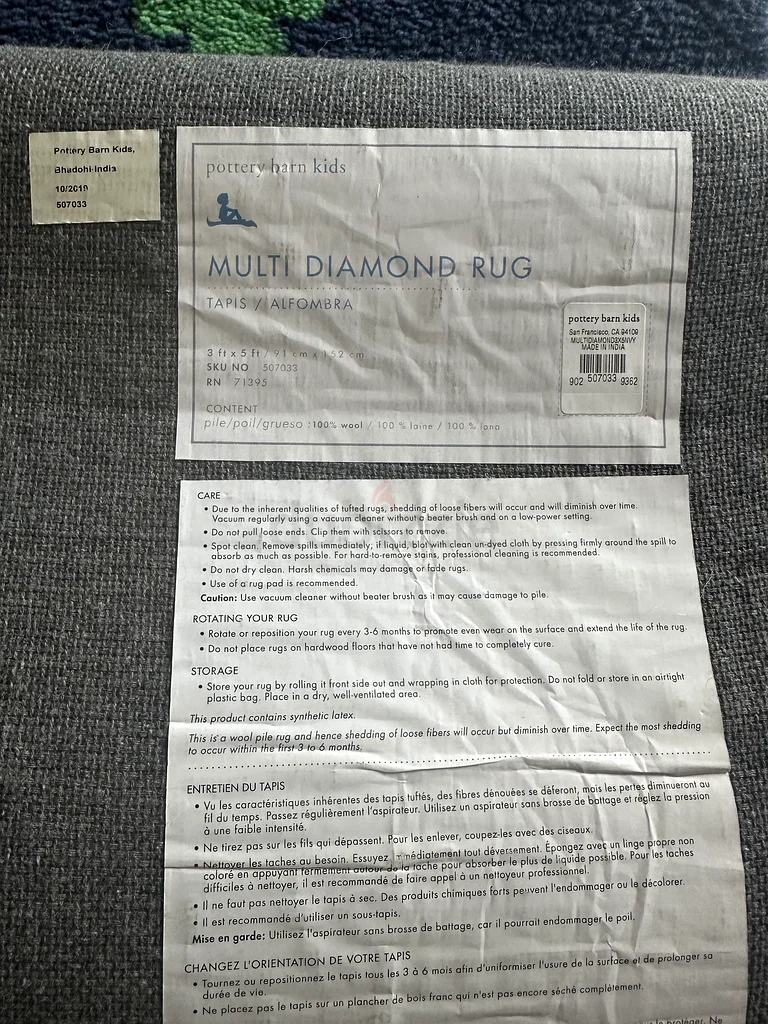 Pottery Barn Kids,
Bhadohi-India
10/2019
507033
pottery barn kids
MULTI DIAMOND RUG
TAPIS / ALFOMBRA
3 ft x 5 ft / 91 cm x 152 cm
SKU NO 507033
RN 71395
CONTENT
pile/poil/grueso :100% wool / 100 % laine / 100 % lana
pottery barn kids
San Francisco, CA 94109
MULTIDIAMOND3X5NVY
MADE IN INDIA
902 507033 9362
CARE
• Due to the inherent qualities of tufted rugs, shedding of loose fibers will occur and will diminish over time.
Vacuum regularly using a vacuum cleaner without a beater brush and on a low-power setting.
• Do not pull loose ends. Clip them with scissors to remove.
• Spot clean. Remove spills immediately; if liquid, blot with clean un-dyed cloth by pressing firmly around the spill to
absorb as much as possible. For hard-to-remove stains, professional cleaning is recommended.
• Do not dry clean. Harsh chemicals may damage or fade rugs.
• Use of a rug pad is recommended.
Caution: Use vacuum cleaner without beater brush as it may cause damage to pile.
ROTATING YOUR RUG
• Rotate or reposition your rug every 3-6 months to promote even wear on the surface and extend the life of the rug.
• Do not place rugs on hardwood floors that have not had time to completely cure.
STORAGE
• Store your rug by rolling it front side out and wrapping in cloth for protection. Do not fold or store in an airtight
plastic bag. Place in a dry, well-ventilated area.
This product contains synthetic latex.
This is a wool pile rug and hence shedding of loose fibers will occur but diminish over time. Expect the most shedding
to occur within the first 3 to 6 months.
ENTRETIEN DU TAPIS
• Vu les caractéristiques inhérentes des tapis tuftés, des fibres dénouées se déferont, mais les pertes diminueront au
fil du temps. Passez régulièrement l'aspirateur. Utilisez un aspirateur sans brosse de battage et réglez la pression
à une faible intensité.
• Ne tirez pas sur les fils qui dépassent. Pour les enlever, coupez-les avec des ciseaux.
• Nettoyer les taches au besoin. Essuyez immédiatement tout déversement. Épongez avec un linge propre non
coloré en appuyant fermement autour de la tache pour absorber le plus de liquide possible. Pour les taches
difficiles à nettoyer, il est recommandé de faire appel à un nettoyeur professionnel.
• Il ne faut pas nettoyer le tapis à sec. Des produits chimiques forts peuvent l'endommager ou le décolorer.
• Il est recommandé d'utiliser un sous-tapis.
Mise en garde: Utilisez l'aspirateur sans brosse de battage, car il pourrait endommager le poil.
CHANGEZ L'ORIENTATION DE VOTRE TAPIS
• Tournez ou repositionnez le tapis tous les 3 à 6 mois afin d'uniformiser l'usure de la surface et de prolonger sa
durée de vie.
• Ne placez pas le tapis sur un plancher de bois franc qui n'est pas encore séché complètement.
protéger. Ne